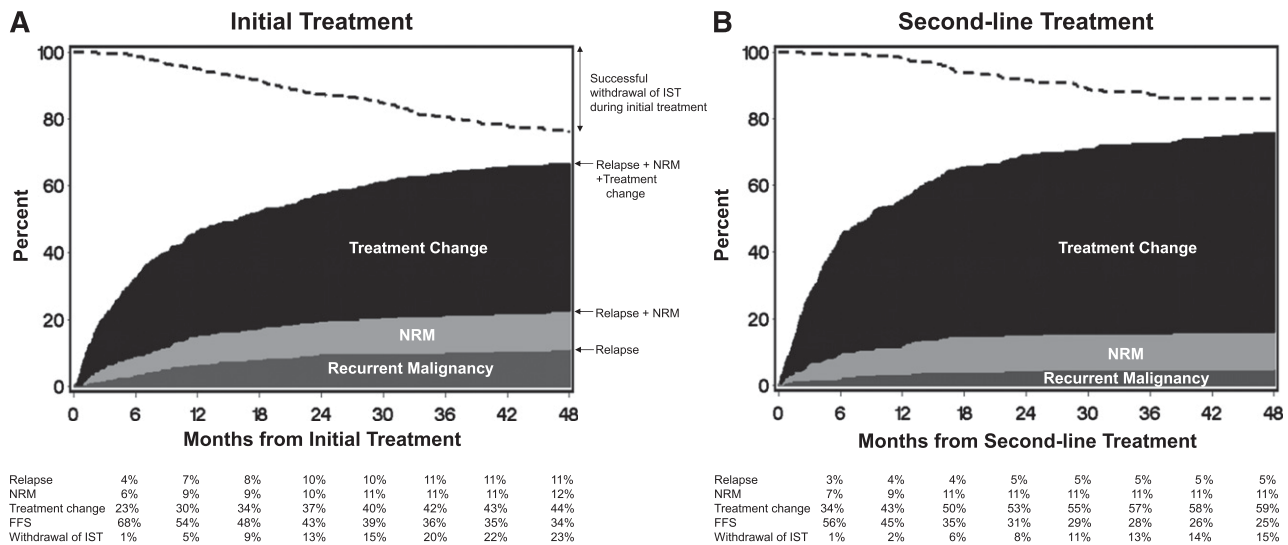 A
Initial Treatment
100
80
60
40
20
0
Percent
Successful
withdrawal of IST
during initial treatment
Relapse + NRM
+Treatment
change
Treatment Change
Relapse + NRM
NRM
Relapse
Recurrent Malignancy
0 6 12 18 24 30 36 42 48
Months from Initial Treatment
Relapse 4% 7% 8% 10% 10% 11% 11% 11%
NRM 6% 9% 9% 10% 11% 11% 11% 12%
Treatment change 23% 30% 34% 37% 40% 42% 43% 44%
FFS 68% 54% 48% 43% 39% 36% 35% 34%
Withdrawal of IST 1% 5% 9% 13% 15% 20% 22% 23%
B
Second-line Treatment
100
80
60
40
20
0
Percent
Treatment Change
NRM
Recurrent Malignancy
0 6 12 18 24 30 36 42 48
Months from Second-line Treatment
Relapse 3% 4% 4% 5% 5% 5% 5% 5%
NRM 7% 9% 11% 11% 11% 11% 11% 11%
Treatment change 34% 43% 50% 53% 55% 57% 58% 59%
FFS 56% 45% 35% 31% 29% 28% 26% 25%
Withdrawal of IST 1% 2% 6% 8% 11% 13% 14% 15%